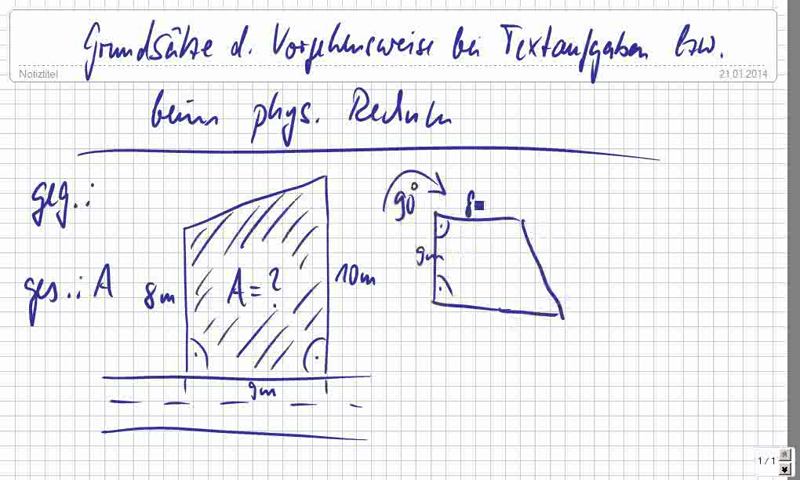 Grundsätze d. Vorgehensweise bei Textaufgaben bzw.
Notiztitel
21.01.2014
beim phys. Rechnen
geg.:
90°
8m
9m
ges.: A
8m
A = ?
10m
9m
1/1